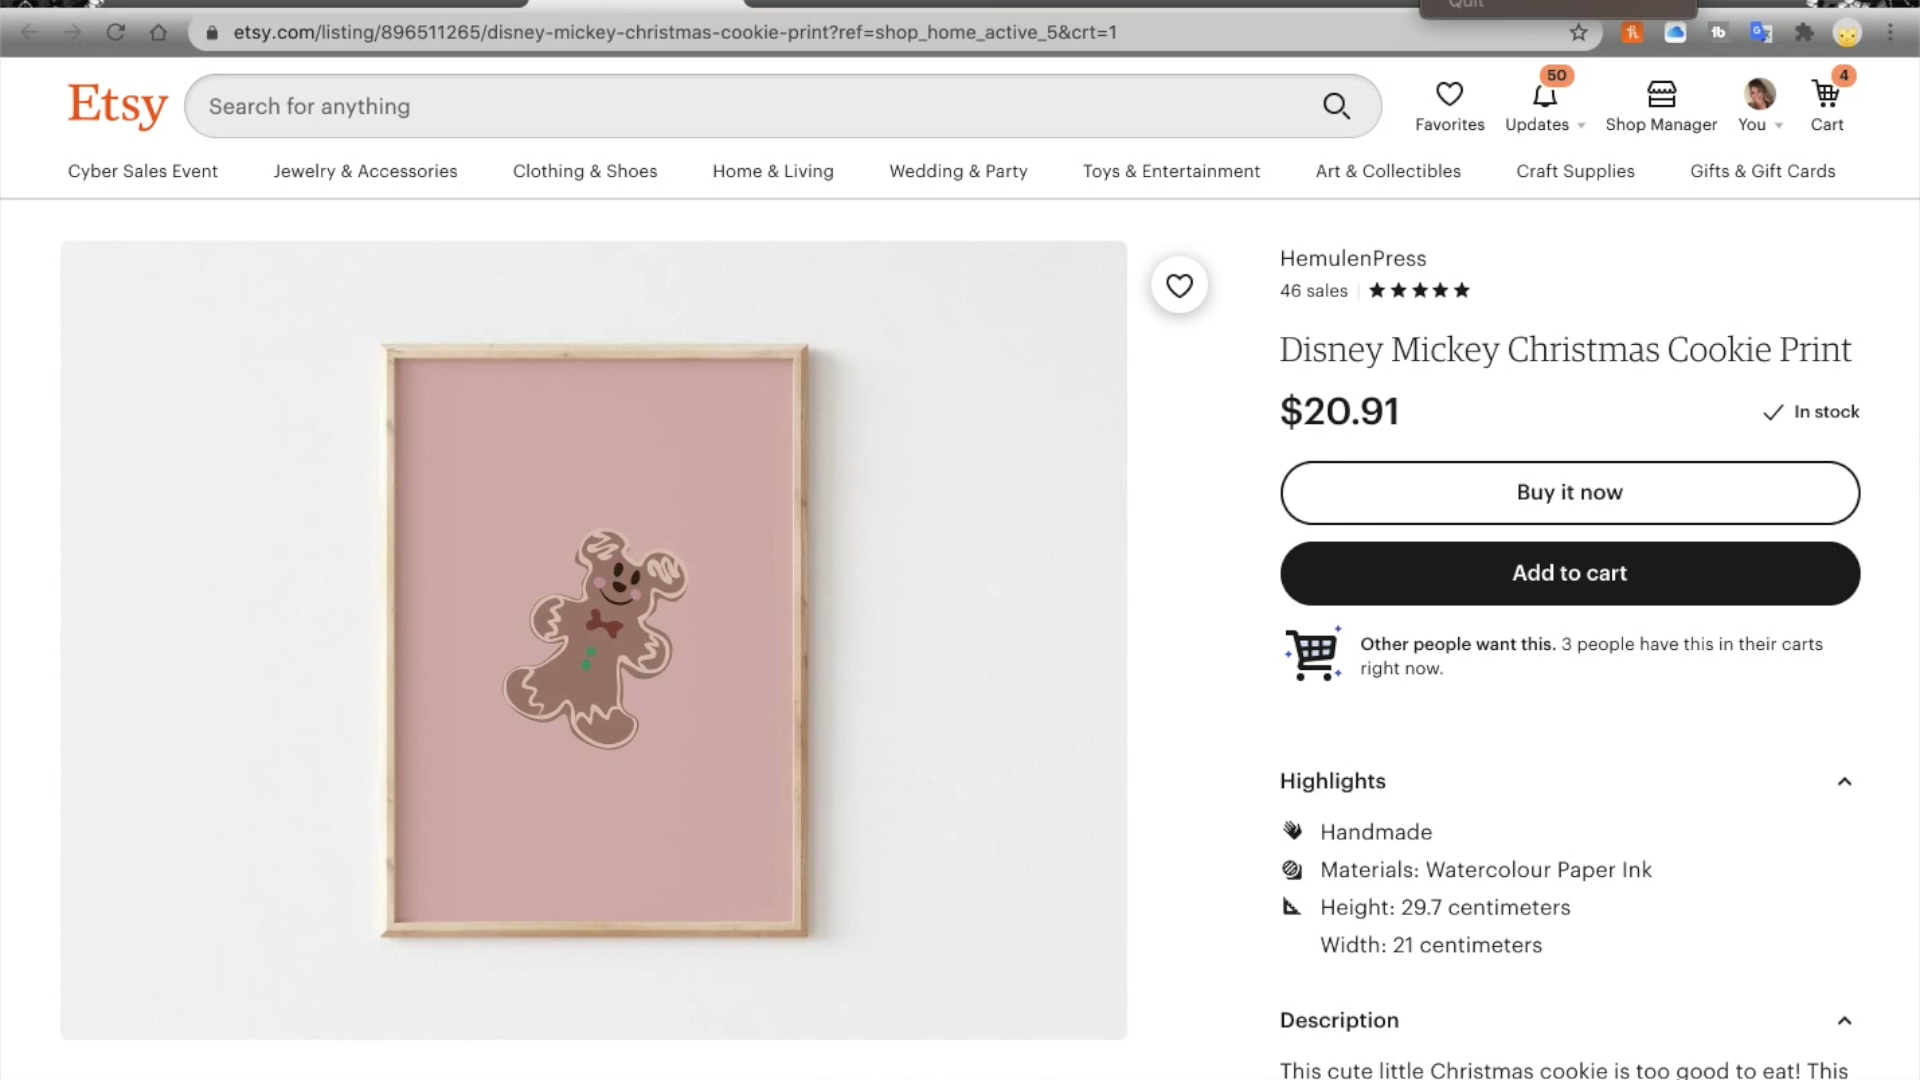 Quit
etsy.com/listing/896511265/disney-mickey-christmas-cookie-print?ref=shop_home_active_5&crt=1
Etsy
Search for anything
50
4
Favorites
Updates
Shop Manager
You
Cart
Cyber Sales Event
Jewelry & Accessories
Clothing & Shoes
Home & Living
Wedding & Party
Toys & Entertainment
Art & Collectibles
Craft Supplies
Gifts & Gift Cards
HemulenPress
46 sales
Disney Mickey Christmas Cookie Print
$20.91
In stock
Buy it now
Add to cart
Other people want this. 3 people have this in their carts
right now.
Highlights
Handmade
Materials: Watercolour Paper Ink
Height: 29.7 centimeters
Width: 21 centimeters
Description
This cute little Christmas cookie is too good to eat! This